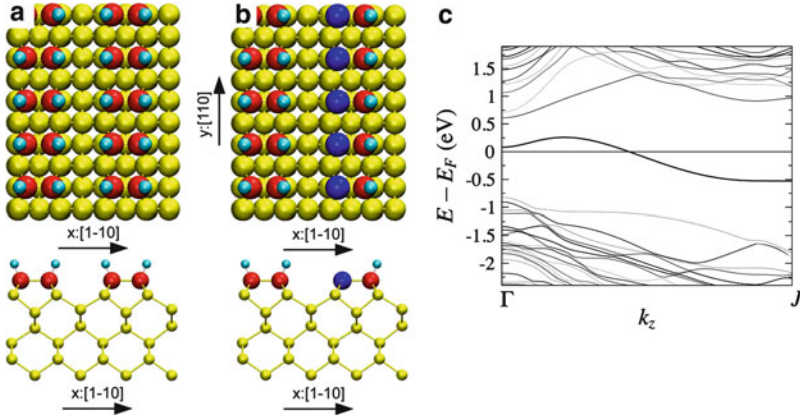 a
b
c
y:[110]
x:[1-10]
x:[1-10]
x:[1-10]
x:[1-10]
E − E_F (eV)
1.5
1
0.5
0
-0.5
-1
-1.5
-2
Γ
J
k_z